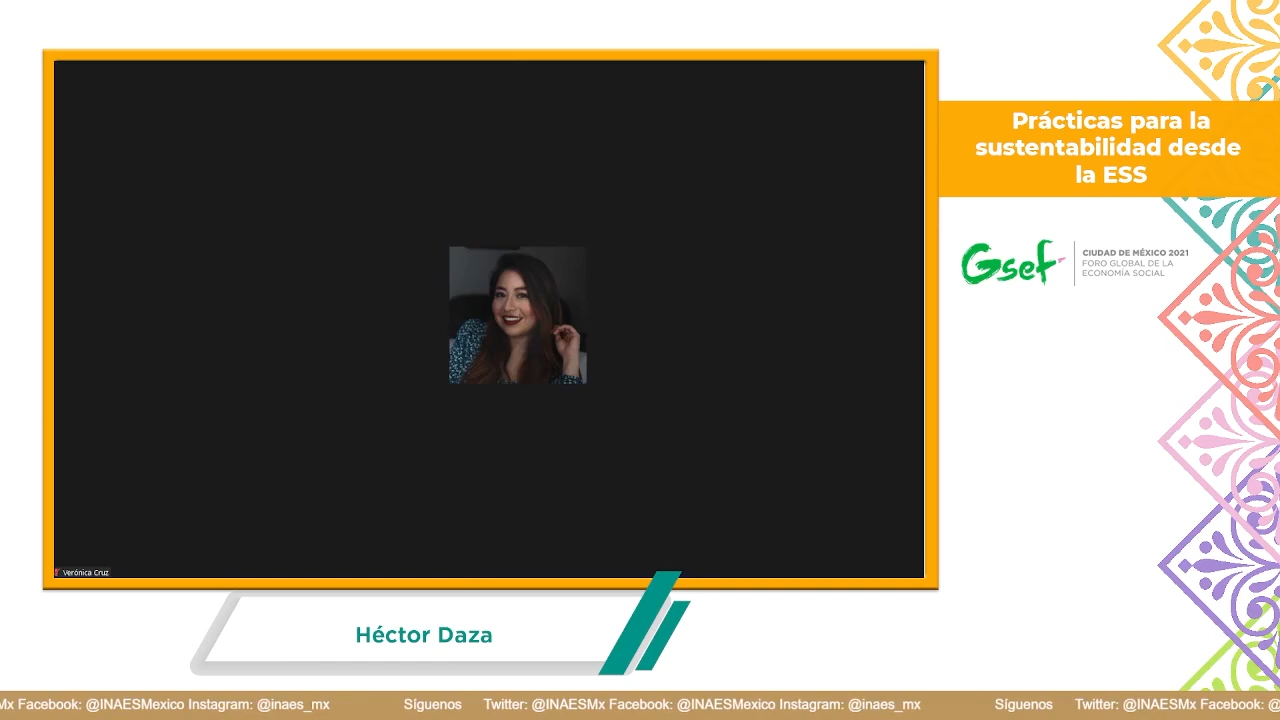 Prácticas para la
sustentabilidad desde
la ESS
Gsef
CIUDAD DE MÉXICO 2021
FORO GLOBAL DE LA
ECONOMÍA SOCIAL
Verónica Cruz
Héctor Daza
Mx Facebook: @INAESMexico Instagram: @inaes_mx Síguenos Twitter: @INAESMx Facebook: @INAESMexico Instagram: @inaes_mx Síguenos Twitter: @INAESMx Facebook: @